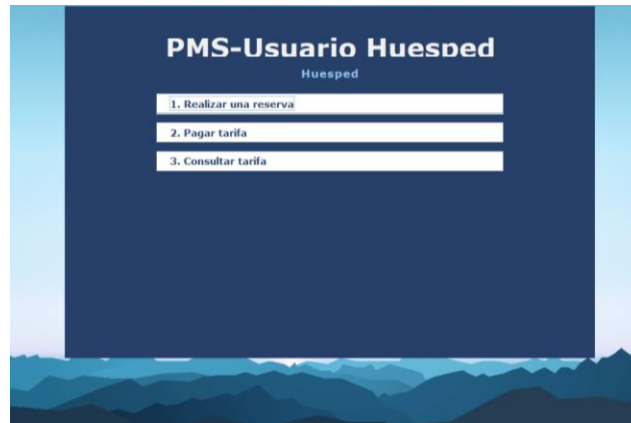 PMS-Usuario Huesped
Huesped
1. Realizar una reserva
2. Pagar tarifa
3. Consultar tarifa